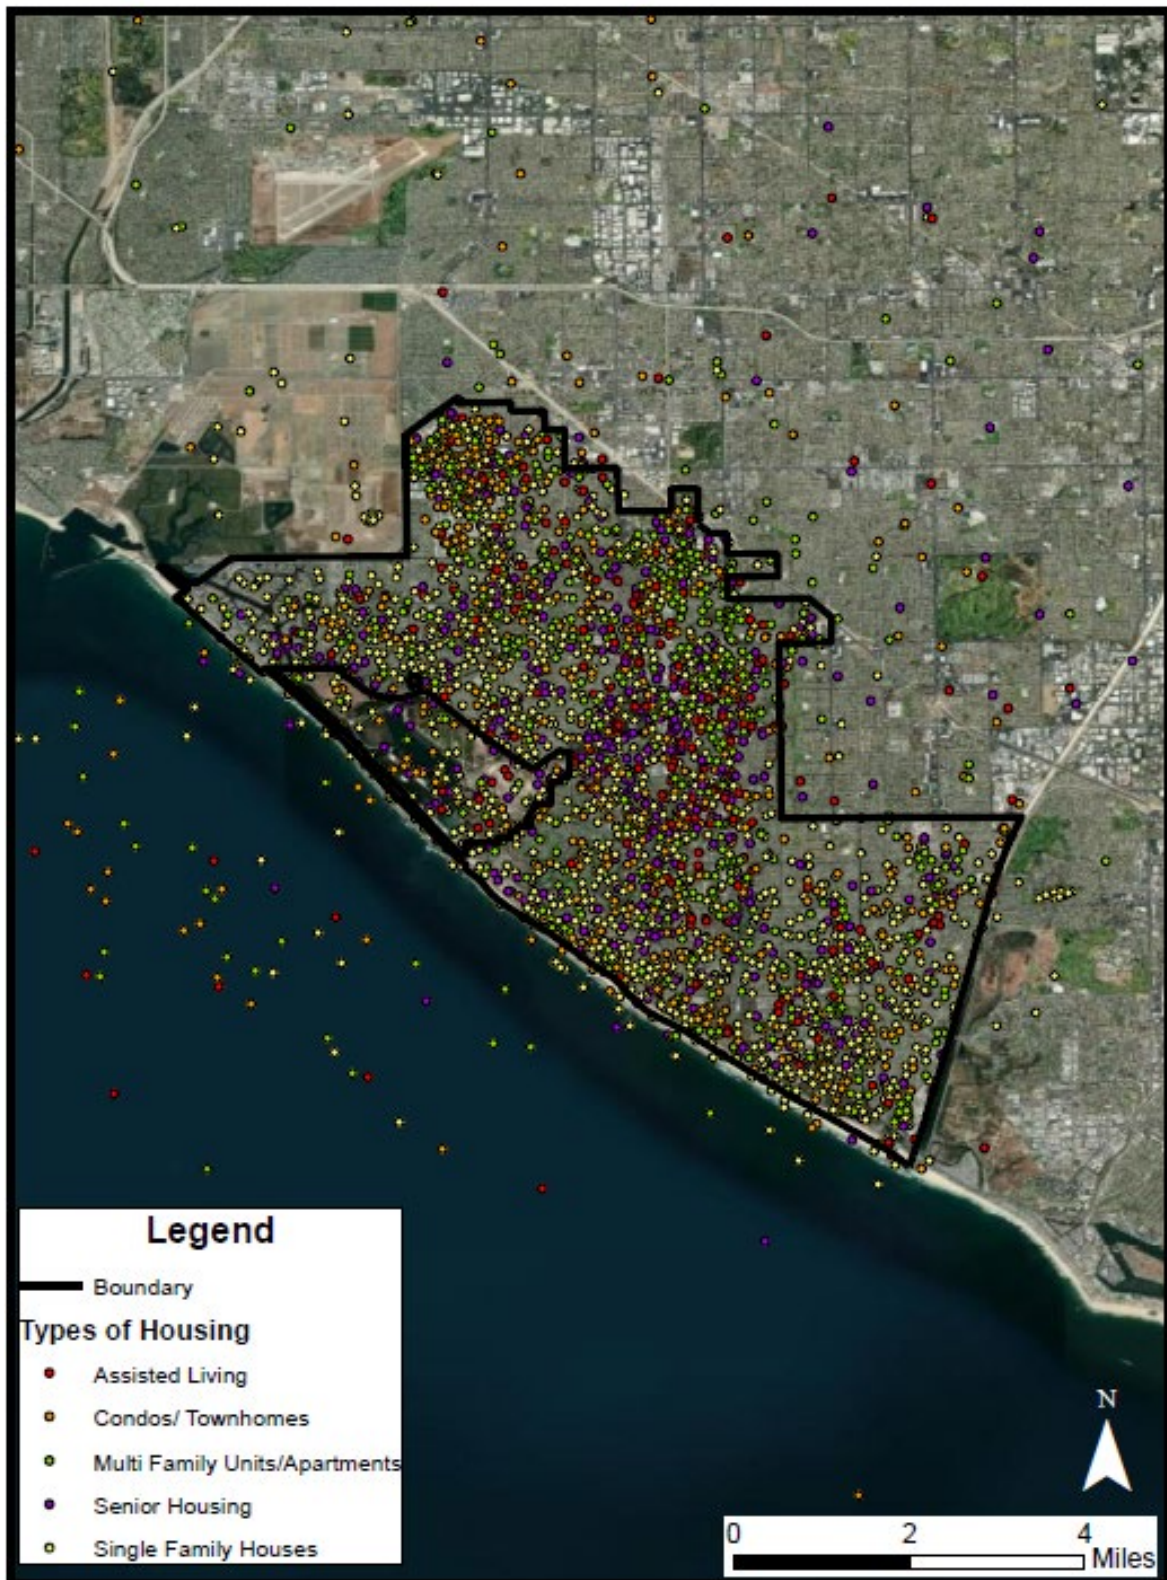 Legend
Boundary
Types of Housing
Assisted Living
Condos/ Townhomes
Multi Family Units/Apartments
Senior Housing
Single Family Houses
N
0 2 4
Miles